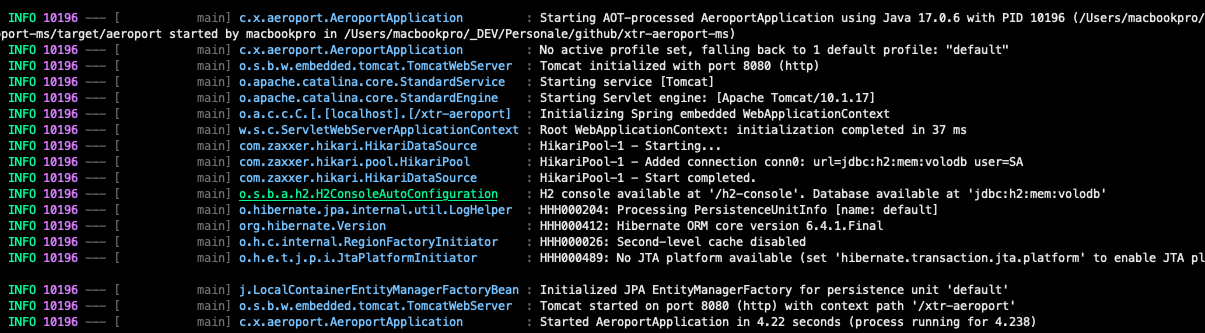 INFO 10196 --- [           main] c.x.aeroport.AeroportApplication         : Starting AOT-processed AeroportApplication using Java 17.0.6 with PID 10196 (/Users/macbookpro/
port-ms/target/aeroport started by macbookpro in /Users/macbookpro/_DEV/Personale/github/xtr-aeroport-ms)
INFO 10196 --- [           main] c.x.aeroport.AeroportApplication         : No active profile set, falling back to 1 default profile: "default"
INFO 10196 --- [           main] o.s.b.w.embedded.tomcat.TomcatWebServer  : Tomcat initialized with port 8080 (http)
INFO 10196 --- [           main] o.apache.catalina.core.StandardService   : Starting service [Tomcat]
INFO 10196 --- [           main] o.apache.catalina.core.StandardEngine    : Starting Servlet engine: [Apache Tomcat/10.1.17]
INFO 10196 --- [           main] o.a.c.c.C.[.[localhost].[/xtr-aeroport]  : Initializing Spring embedded WebApplicationContext
INFO 10196 --- [           main] w.s.c.ServletWebServerApplicationContext : Root WebApplicationContext: initialization completed in 37 ms
INFO 10196 --- [           main] com.zaxxer.hikari.HikariDataSource       : HikariPool-1 - Starting...
INFO 10196 --- [           main] com.zaxxer.hikari.pool.HikariPool        : HikariPool-1 - Added connection conn0: url=jdbc:h2:mem:volodb user=SA
INFO 10196 --- [           main] com.zaxxer.hikari.HikariDataSource       : HikariPool-1 - Start completed.
INFO 10196 --- [           main] o.s.b.a.h2.H2ConsoleAutoConfiguration    : H2 console available at '/h2-console'. Database available at 'jdbc:h2:mem:volodb'
INFO 10196 --- [           main] o.hibernate.jpa.internal.util.LogHelper  : HHH000204: Processing PersistenceUnitInfo [name: default]
INFO 10196 --- [           main] org.hibernate.Version                    : HHH000412: Hibernate ORM core version 6.4.1.Final
INFO 10196 --- [           main] o.h.c.internal.RegionFactoryInitiator    : HHH000026: Second-level cache disabled
INFO 10196 --- [           main] o.h.e.t.j.p.i.JtaPlatformInitiator       : HHH000489: No JTA platform available (set 'hibernate.transaction.jta.platform' to enable JTA pl
INFO 10196 --- [           main] j.LocalContainerEntityManagerFactoryBean : Initialized JPA EntityManagerFactory for persistence unit 'default'
INFO 10196 --- [           main] o.s.b.w.embedded.tomcat.TomcatWebServer  : Tomcat started on port 8080 (http) with context path '/xtr-aeroport'
INFO 10196 --- [           main] c.x.aeroport.AeroportApplication         : Started AeroportApplication in 4.22 seconds (process running for 4.238)